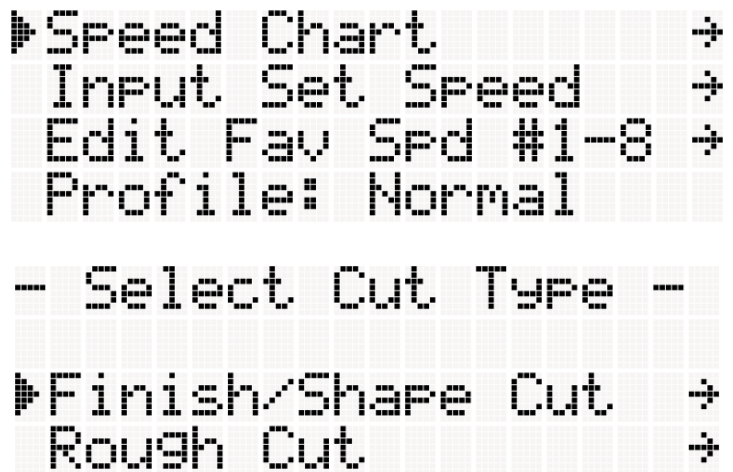 Speed Chart →
Input Set Speed →
Edit Fav Spd #1-8 →
Profile: Normal
- Select Cut Type -
Finish/Shape Cut →
Rough Cut →